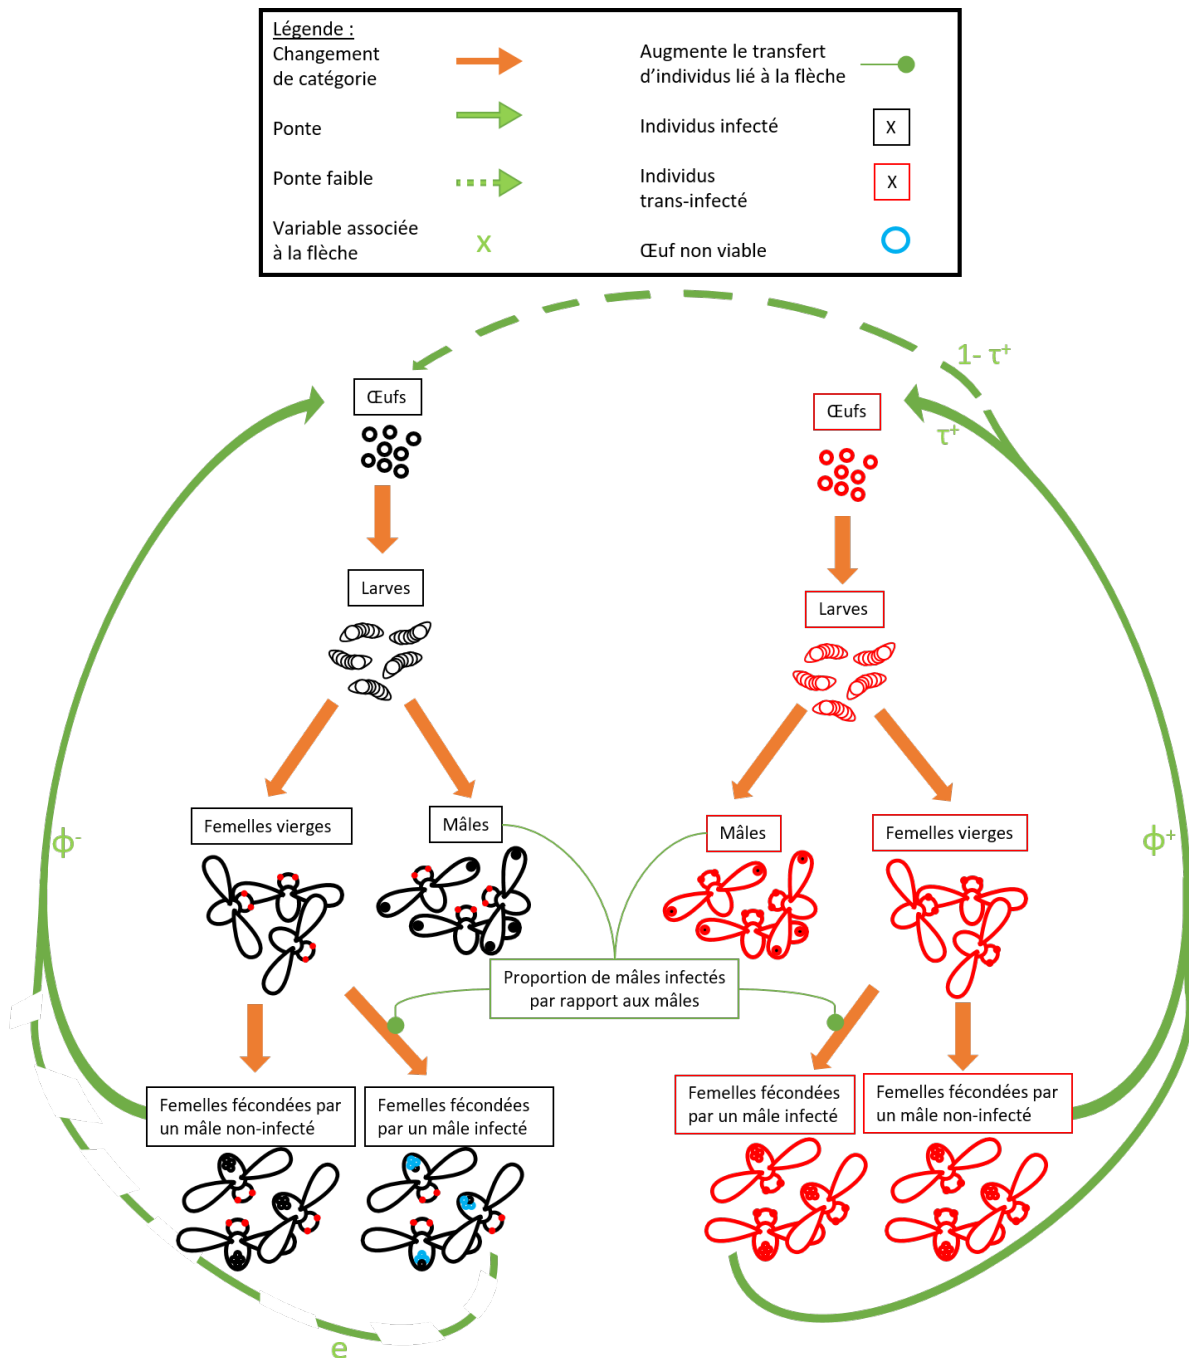 Légende :
Changement
de catégorie
Ponte
Ponte faible
Variable associée
à la flèche
X
Augmente le transfert
d'individus lié à la flèche
Individus infecté
X
Individus
trans-infecté
X
Œuf non viable
1- τ⁺
Œufs
Œufs
τ⁺
Larves
Larves
Femelles vierges
Mâles
Mâles
Femelles vierges
ϕ⁻
ϕ⁺
Proportion de mâles infectés
par rapport aux mâles
Femelles fécondées par
un mâle non-infecté
Femelles fécondées
par un mâle infecté
Femelles fécondées
par un mâle infecté
Femelles fécondées par
un mâle non-infecté
e